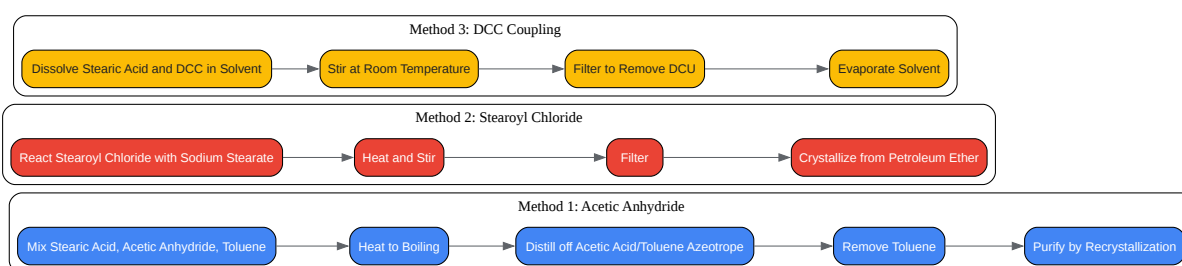 Method 3: DCC Coupling
Dissolve Stearic Acid and DCC in Solvent
Stir at Room Temperature
Filter to Remove DCU
Evaporate Solvent
Method 2: Stearoyl Chloride
React Stearoyl Chloride with Sodium Stearate
Heat and Stir
Filter
Crystallize from Petroleum Ether
Method 1: Acetic Anhydride
Mix Stearic Acid, Acetic Anhydride, Toluene
Heat to Boiling
Distill off Acetic Acid/Toluene Azeotrope
Remove Toluene
Purify by Recrystallization